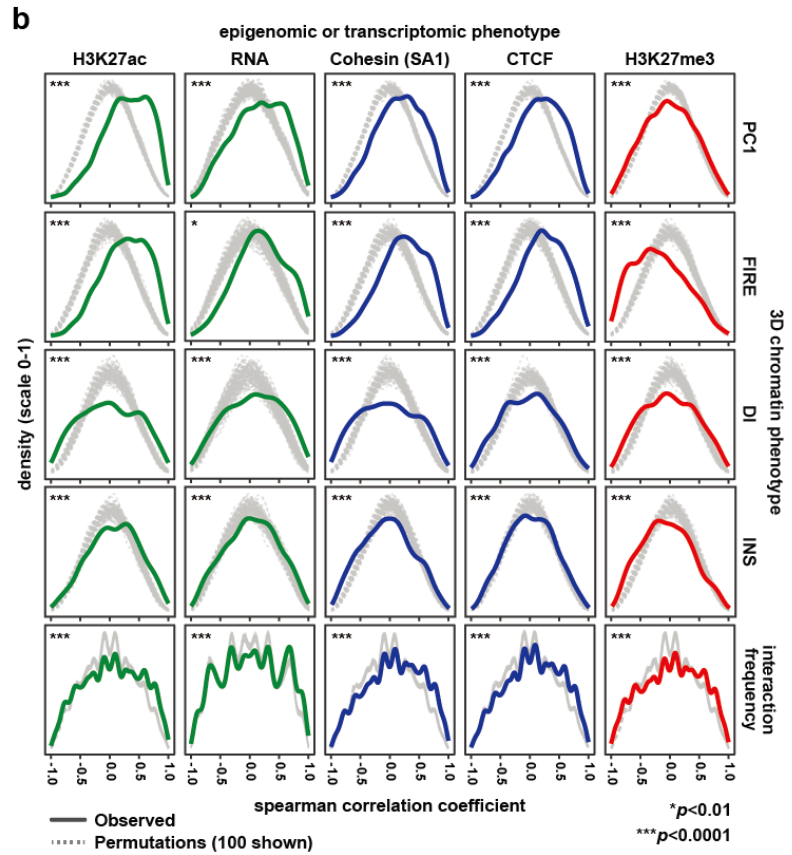 b
epigenomic or transcriptomic phenotype
H3K27ac RNA Cohesin (SA1) CTCF H3K27me3
*** *** *** *** ***
PC1
*** * *** *** ***
FIRE
*** *** *** *** ***
DI
*** *** *** *** ***
INS
*** *** *** *** ***
interaction
frequency
density (scale 0-1)
3D chromatin phenotype
-1.0 -0.5 0.0 0.5 1.0 -1.0 -0.5 0.0 0.5 1.0 -1.0 -0.5 0.0 0.5 1.0 -1.0 -0.5 0.0 0.5 1.0 -1.0 -0.5 0.0 0.5 1.0
spearman correlation coefficient
Observed
Permutations (100 shown)
*p<0.01
***p<0.0001